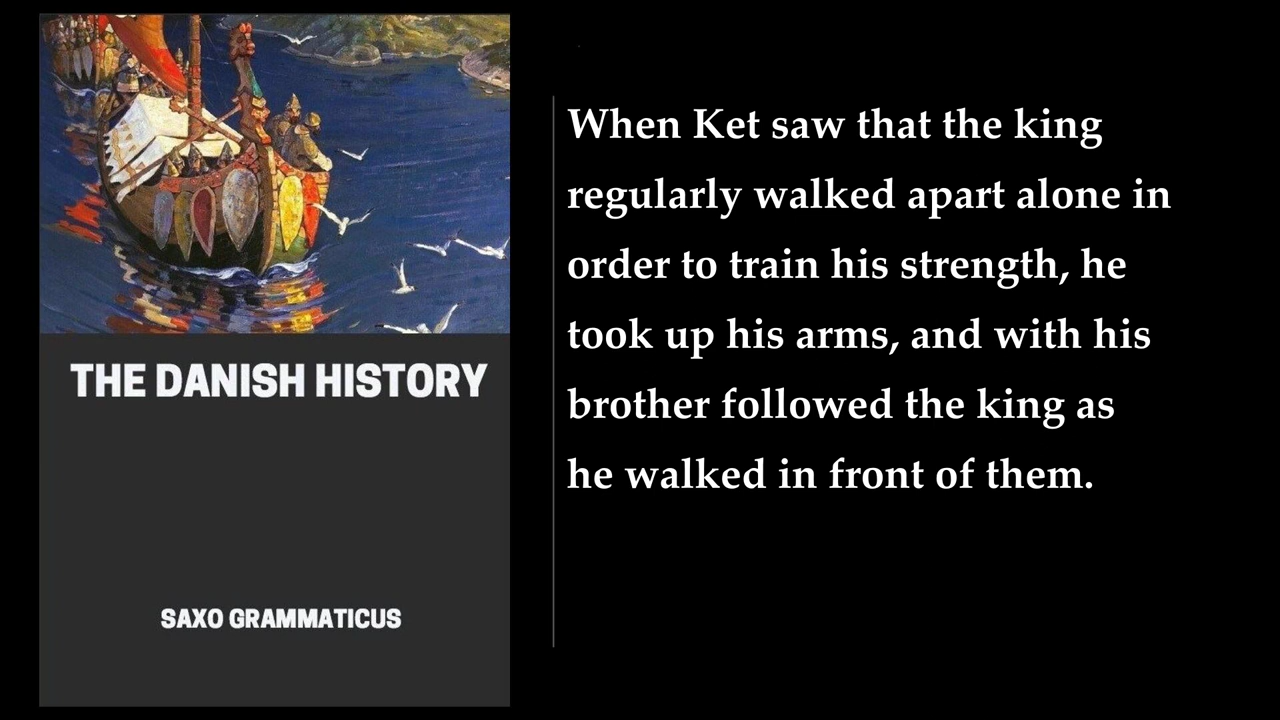 THE DANISH HISTORY
SAXO GRAMMATICUS
When Ket saw that the king
regularly walked apart alone in
order to train his strength, he
took up his arms, and with his
brother followed the king as
he walked in front of them.